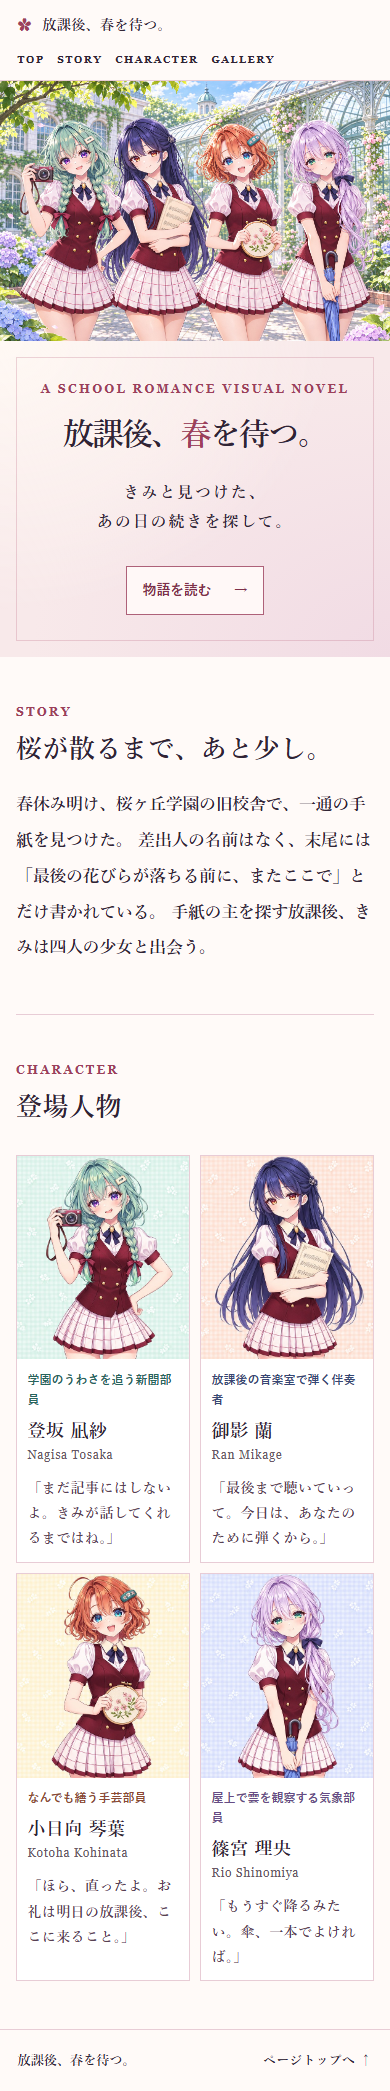 放課後、春を待つ。
TOP STORY CHARACTER GALLERY
A SCHOOL ROMANCE VISUAL NOVEL
放課後、春を待つ。
きみと見つけた、
あの日の続きを探して。
物語を読む →
STORY
桜が散るまで、あと少し。
春休み明け、桜ヶ丘学園の旧校舎で、一通の手
紙を見つけた。 差出人の名前はなく、末尾には
「最後の花びらが落ちる前に、またここで」と
だけ書かれている。 手紙の主を探す放課後、き
みは四人の少女と出会う。
CHARACTER
登場人物
学園のうわさを追う新聞部
員
登坂 凪紗
Nagisa Tosaka
「まだ記事にはしない
よ。きみが話してくれ
るまではね。」
放課後の音楽室で弾く伴奏
者
御影 蘭
Ran Mikage
「最後まで聴いていっ
て。今日は、あなたの
ために弾くから。」
なんでも繕う手芸部員
小日向 琴葉
Kotoha Kohinata
「ほら、直ったよ。お
礼は明日の放課後、こ
こに来ること。」
屋上で雲を観察する気象部
員
篠宮 理央
Rio Shinomiya
「もうすぐ降るみた
い。傘、一本でよけれ
ば。」
放課後、春を待つ。
ページトップへ ↑